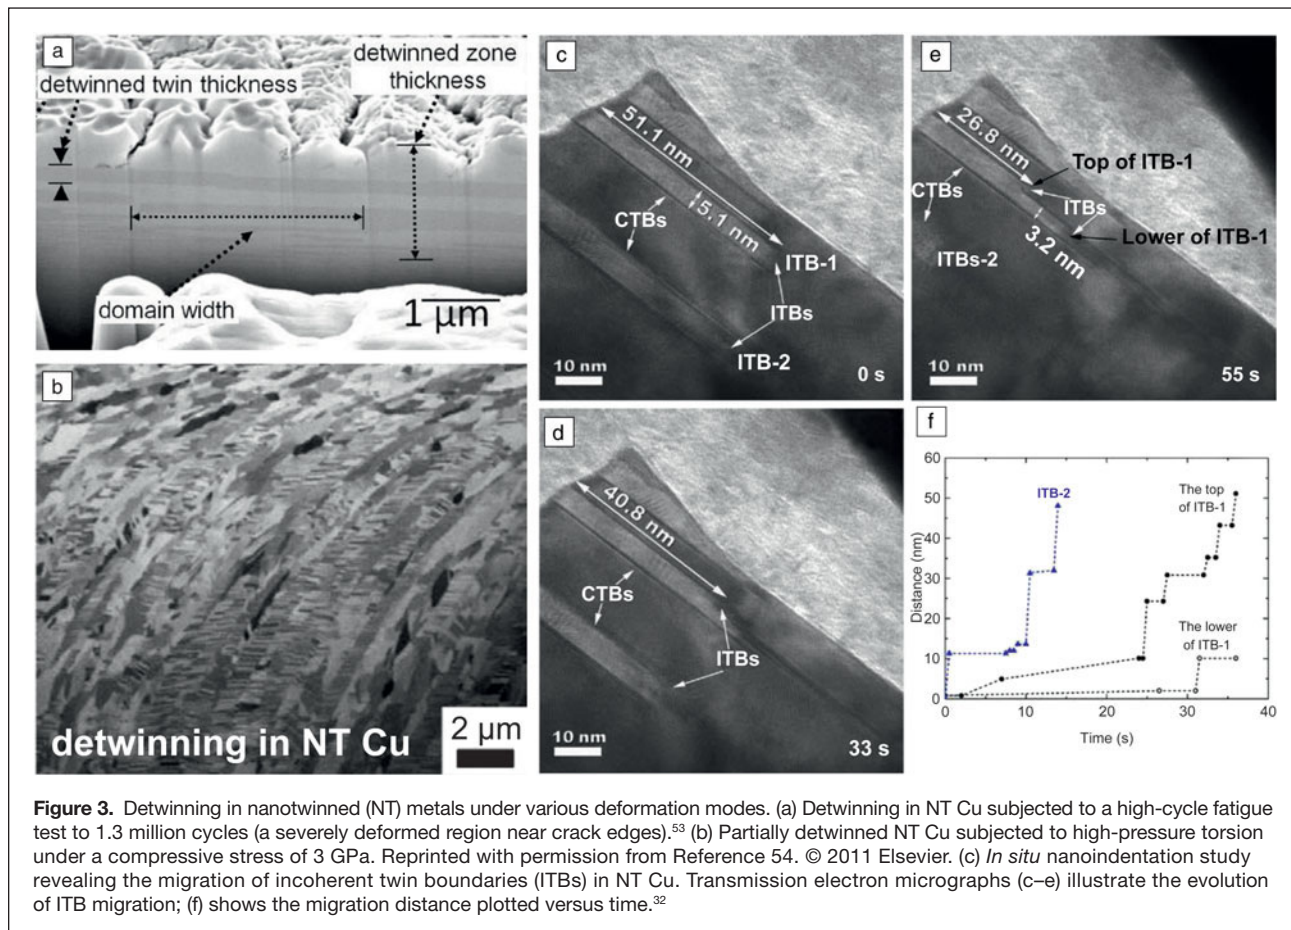 a
detwinned twin thickness
detwinned zone
thickness
domain width
1 μm
b
detwinning in NT Cu
2 μm
c
51.1 nm
5.1 nm
CTBs
ITB-1
ITBs
ITB-2
10 nm
0 s
d
40.8 nm
CTBs
ITBs
10 nm
33 s
e
26.8 nm
Top of ITB-1
CTBs
ITBs
Lower of ITB-1
3.2 nm
ITBs-2
10 nm
55 s
f
60
50
40
30
20
10
0
Distance (nm)
ITB-2
The top
of ITB-1
The lower
of ITB-1
0 10 20 30 40
Time (s)
Figure 3. Detwinning in nanotwinned (NT) metals under various deformation modes. (a) Detwinning in NT Cu subjected to a high-cycle fatigue
test to 1.3 million cycles (a severely deformed region near crack edges).53 (b) Partially detwinned NT Cu subjected to high-pressure torsion
under a compressive stress of 3 GPa. Reprinted with permission from Reference 54. © 2011 Elsevier. (c) In situ nanoindentation study
revealing the migration of incoherent twin boundaries (ITBs) in NT Cu. Transmission electron micrographs (c–e) illustrate the evolution
of ITB migration; (f) shows the migration distance plotted versus time.32